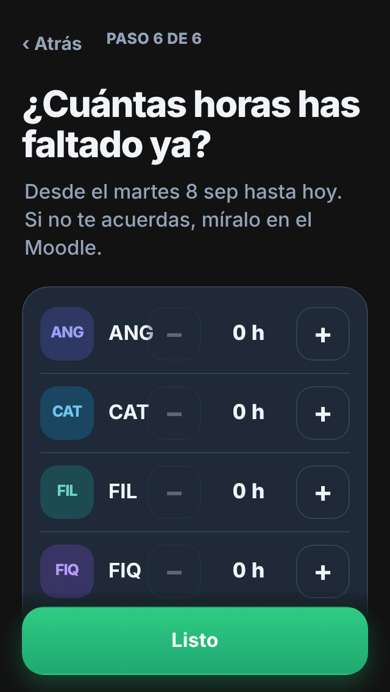 ‹ Atrás PASO 6 DE 6
¿Cuántas horas has
faltado ya?
Desde el martes 8 sep hasta hoy.
Si no te acuerdas, míralo en el
Moodle.
ANG ANG − 0 h +
CAT CAT − 0 h +
FIL FIL − 0 h +
FIQ FIQ − 0 h +
Listo